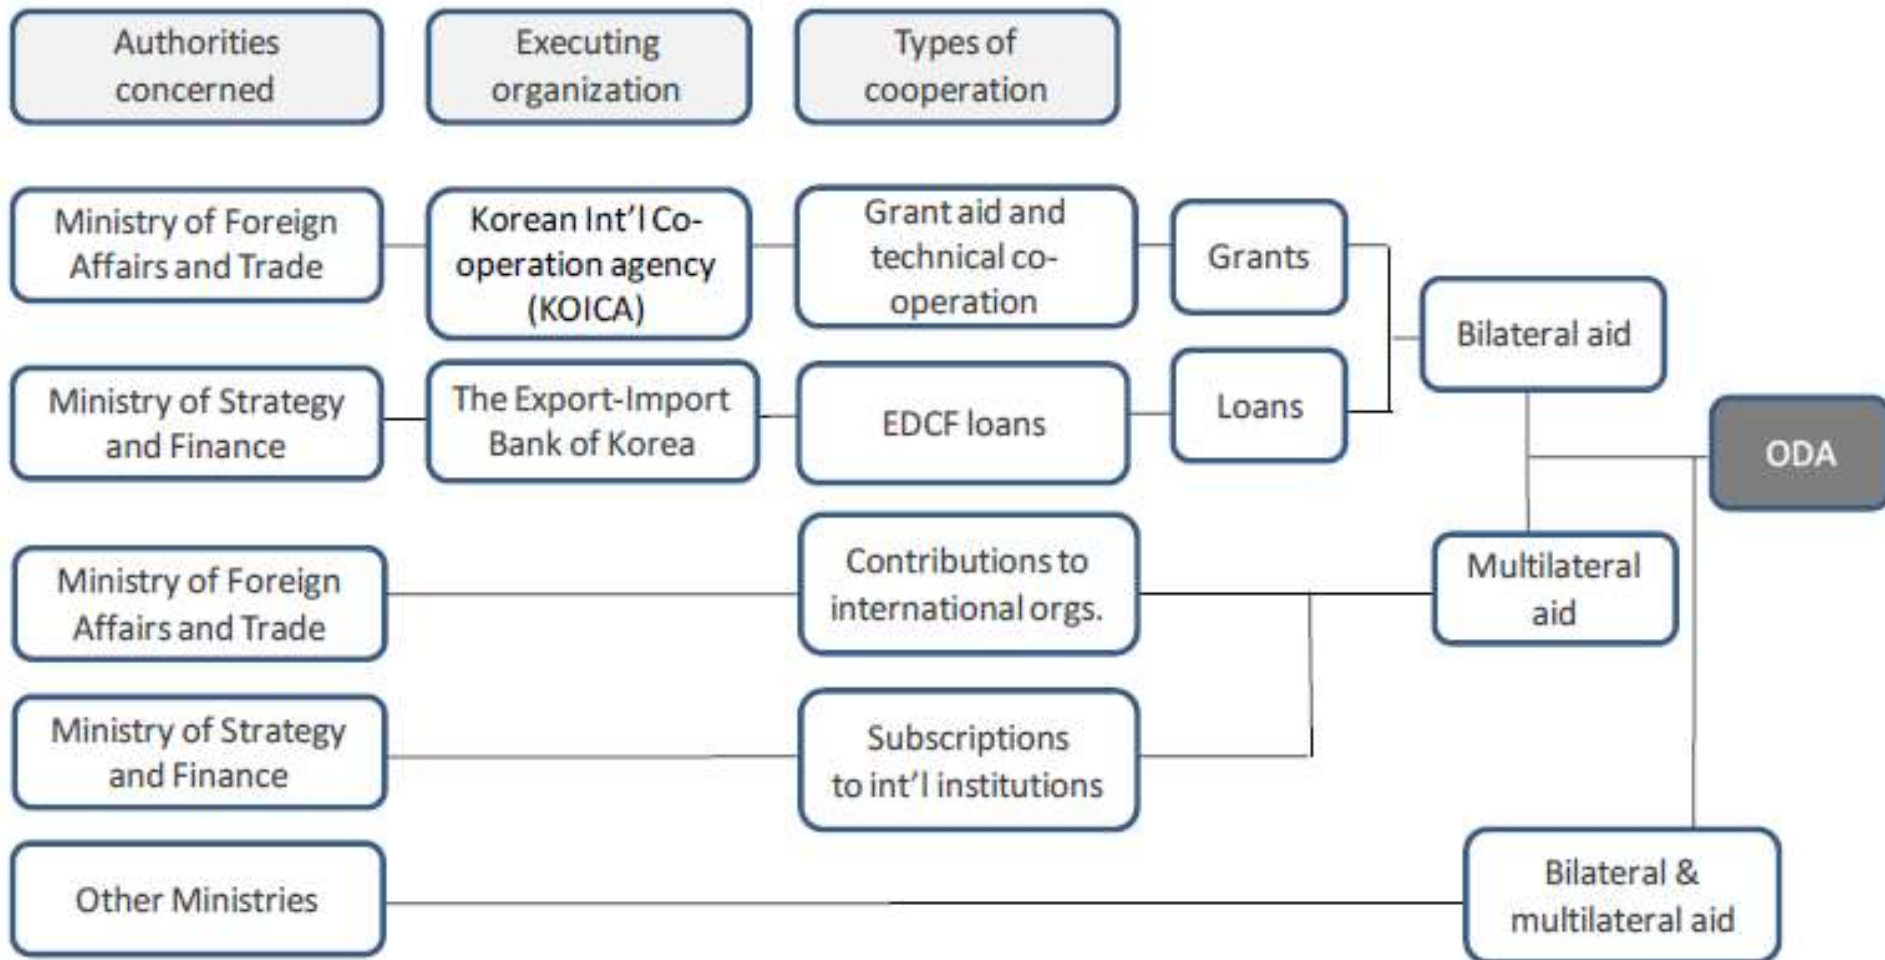 Authorities
concerned
Executing
organization
Types of
cooperation
Ministry of Foreign
Affairs and Trade
Korean Int’l Co-
operation agency
(KOICA)
Grant aid and
technical co-
operation
Grants
Bilateral aid
Ministry of Strategy
and Finance
The Export-Import
Bank of Korea
EDCF loans
Loans
ODA
Ministry of Foreign
Affairs and Trade
Contributions to
international orgs.
Multilateral
aid
Ministry of Strategy
and Finance
Subscriptions
to int’l institutions
Other Ministries
Bilateral &
multilateral aid